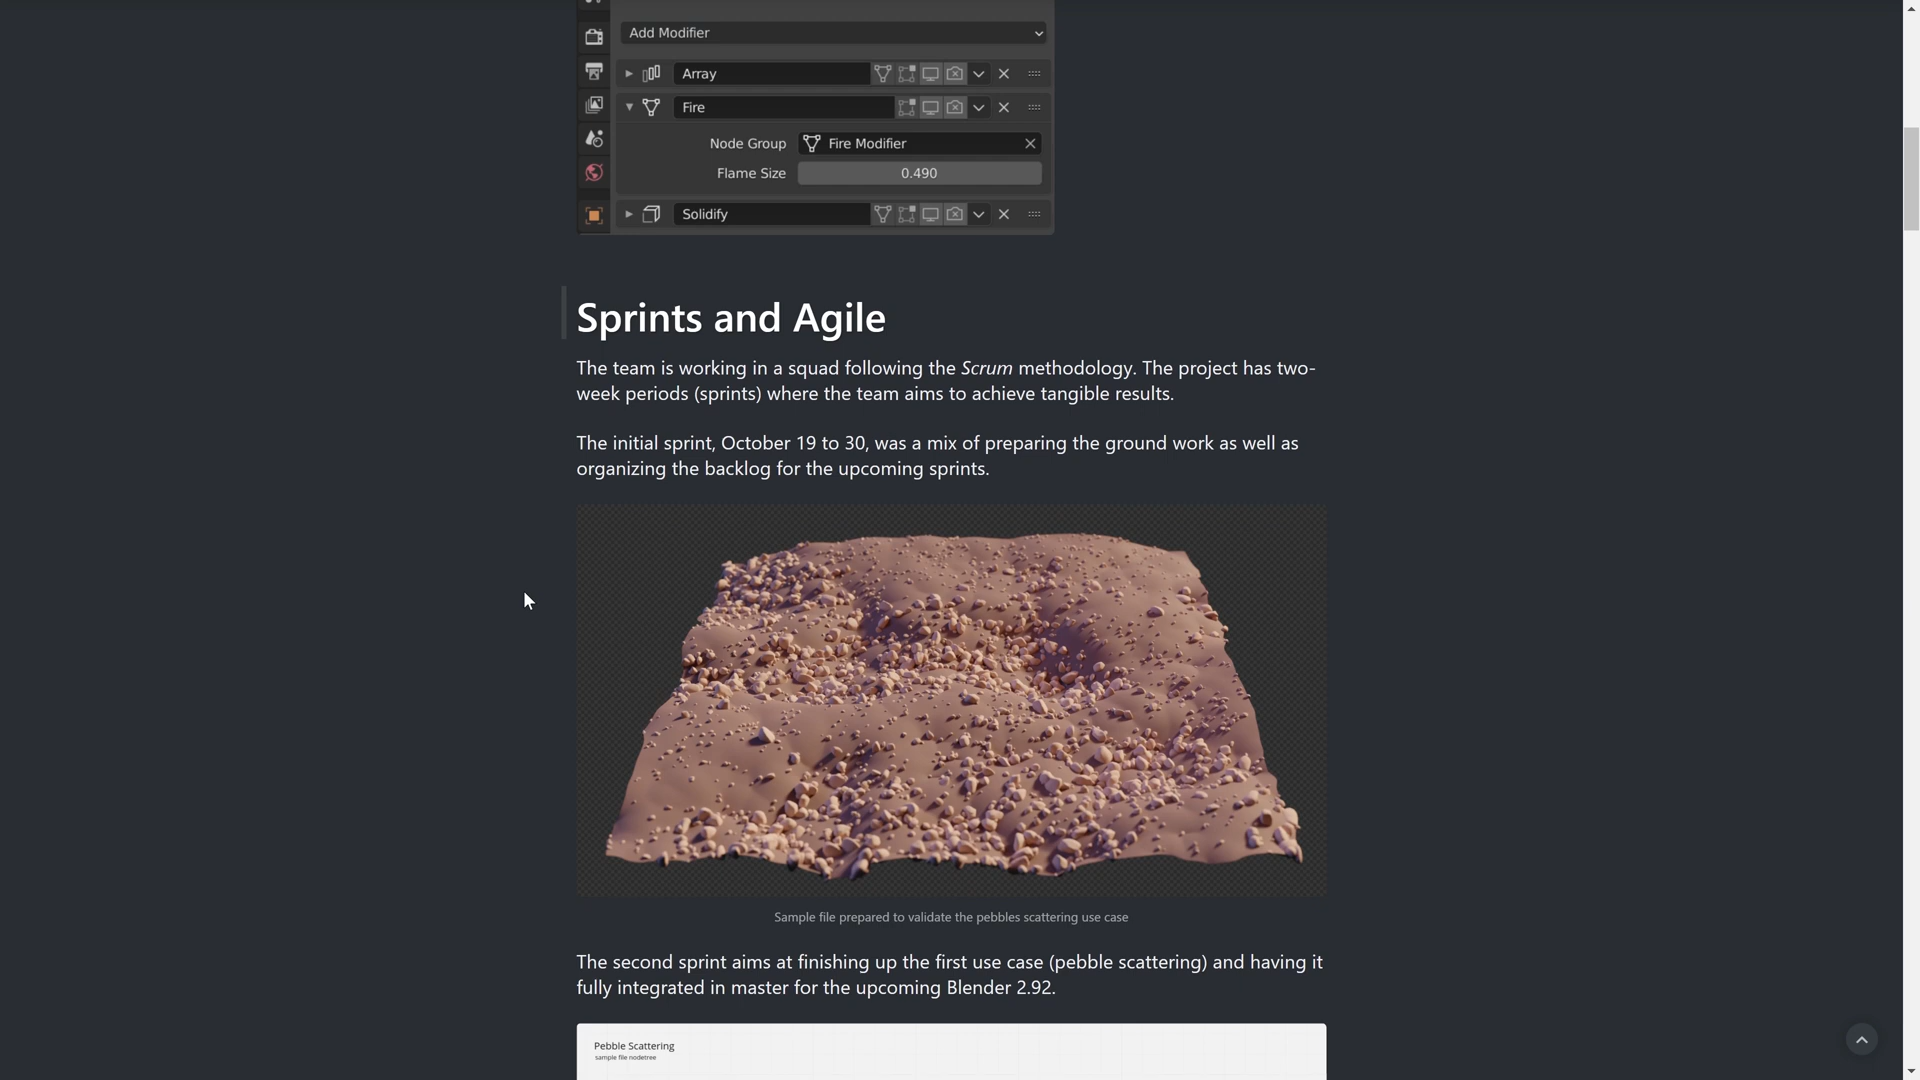 Add Modifier
Array
Fire
Node Group
Fire Modifier
Flame Size
0.490
Solidify
Sprints and Agile
The team is working in a squad following the Scrum methodology. The project has two-
week periods (sprints) where the team aims to achieve tangible results.
The initial sprint, October 19 to 30, was a mix of preparing the ground work as well as
organizing the backlog for the upcoming sprints.
Sample file prepared to validate the pebbles scattering use case
The second sprint aims at finishing up the first use case (pebble scattering) and having it
fully integrated in master for the upcoming Blender 2.92.
Pebble Scattering
sample file nodetree